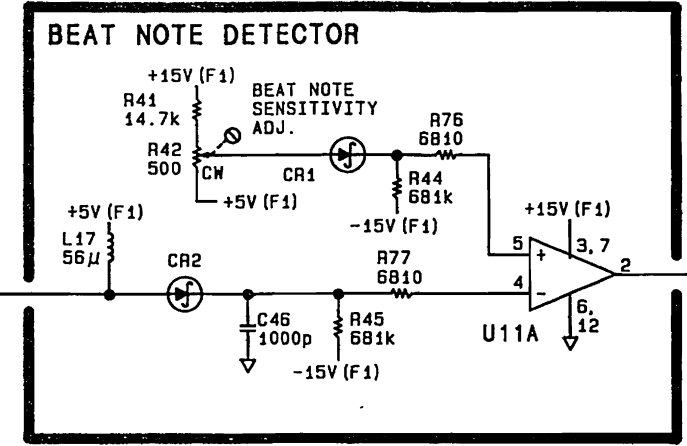 BEAT NOTE DETECTOR
+15V(F1)
R41
14.7k
BEAT NOTE
SENSITIVITY
ADJ.
R42
500
CW
+5V(F1)
CR1
R76
6810
R44
681k
-15V(F1)
+5V(F1)
L17
56μ
CR2
R77
6810
C46
1000p
R45
681k
-15V(F1)
+15V(F1)
3,7
5
+
4
-
2
6,
12
U11A